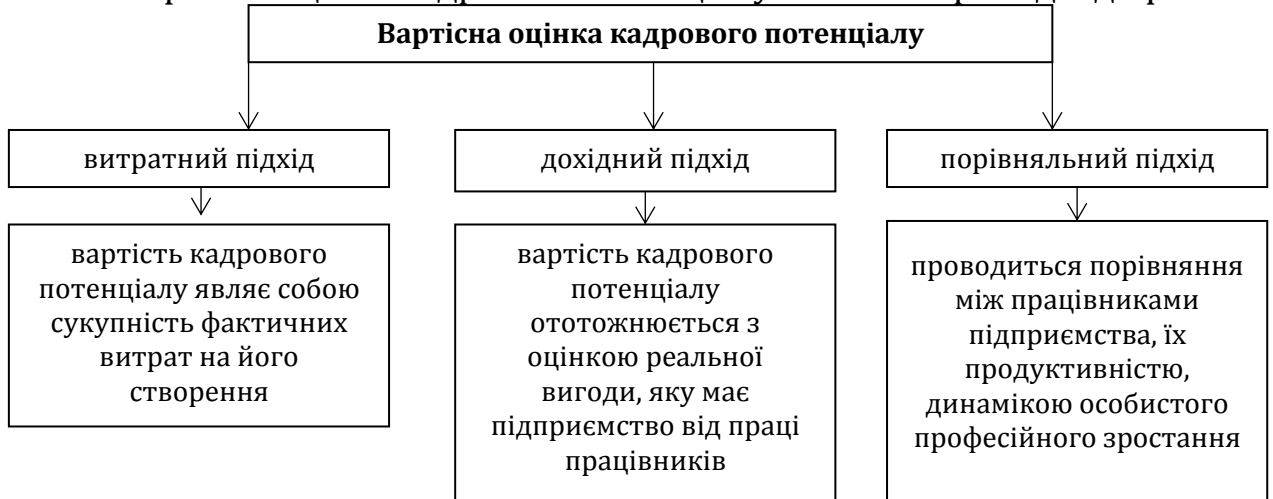 Вартісна оцінка кадрового потенціалу
витратний підхід
дохідний підхід
порівняльний підхід
вартість кадрового
потенціалу являє собою
сукупність фактичних
витрат на його
створення
вартість кадрового
потенціалу
ототожнюється з
оцінкою реальної
вигоди, яку має
підприємство від праці
працівників
проводиться порівняння
між працівниками
підприємства, їх
продуктивністю,
динамікою особистого
професійного зростання